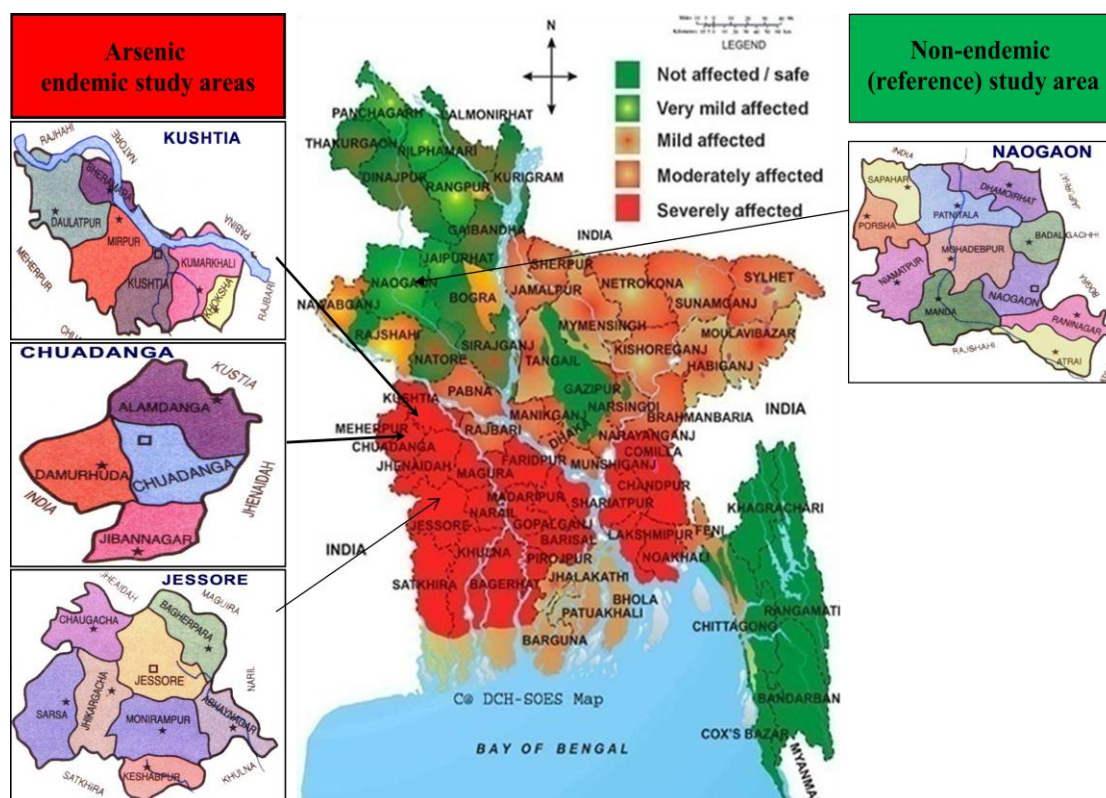 Arsenic
endemic study areas
Non-endemic
(reference) study area
N
LEGEND
Not affected / safe
Very mild affected
Mild affected
Moderately affected
Severely affected
KUSHTIA
RAJHAHI
NATORE
DAULATPUR
MIRPUR
PABINA
MEHERPUR
KUMARKHALI
KUSHTIA
KHOKSHA
RAJBARI
CHUADANGA
KUSTIA
ALAMDANGA
DAMURHUDA
CHUADANGA
INDIA
JHENAIDAH
JIBANNAGAR
JESSORE
JHEAIDAH
MAGUIRA
CHAUGACHA
BAGHERPARA
NARIL
JESSORE
SARSA
JHIKARGACHA
MONIRAMPUR
ABHAYNAGAR
KESHABPUR
SATKHIRA
KHULNA
NAOGAON
INDIA
SAPAHAR
DHAMOIRHAT
PATNITALA
PORSHA
BADALGACHHI
MOHADEBPUR
NIAMATPUR
BOGRA
NAOGAON
MANDA
RANINAGAR
RAJSHAHI
ATRAI
PANCHAGARH
LALMONIRHAT
THAKURGAON
NILPHAMARI
DINAJPUR
RANGPUR
KURIGRAM
GAIBANDHA
INDIA
JAIPURHAT
SHERPUR
NAOGAON
JAMALPUR
NETROKONA
SYLHET
BOGRA
SUNAMGANJ
NAWABGANJ
MYMENSINGH
MOULAVIBAZAR
RAJSHAHI
SIRAJGANJ
KISHOREGANJ
NATORE
TANGAIL
HABIGANJ
PABNA
GAZIPUR
KUSHTIA
NARSINGDI
MANIKGANJ
BRAHMANBARIA
INDIA
MEHERPUR
RAJBARI
DHAKA
NARAYANGANJ
CHUADANGA
COMILLA
JHENAIDAH
FARIDPUR
MUNSHIGANJ
MAGURA
CHANDPUR
MADARIPUR
SHARIATPUR
KHAGRACHARI
NARAIL
JESSORE
GOPALGANJ
LAKSHMIPUR
FENI
BARISAL
INDIA
KHULNA
PIROJPUR
NOAKHALI
SATKHIRA
BAGERHAT
JHALAKATHI
BHOLA
RANGAMATI
PATUAKHALI
CHITTAGONG
BARGUNA
C@ DCH-SOES Map
BANDARBAN
COX'S BAZAR
BAY OF BENGAL
MYANMA